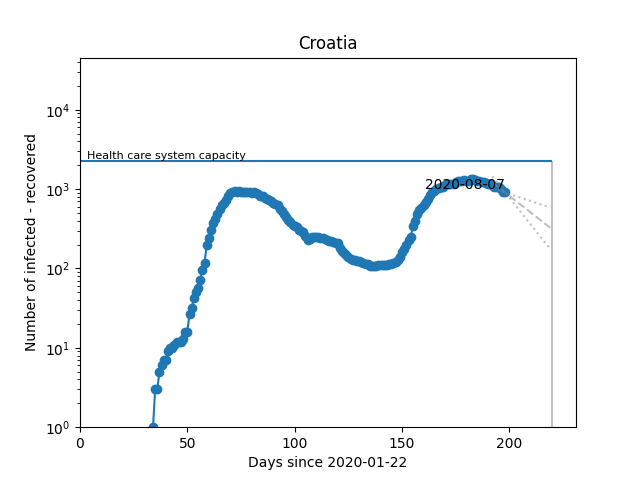 Croatia
Number of infected - recovered
10^4
10^3
10^2
10^1
10^0
Health care system capacity
2020-08-07
0 50 100 150 200
Days since 2020-01-22